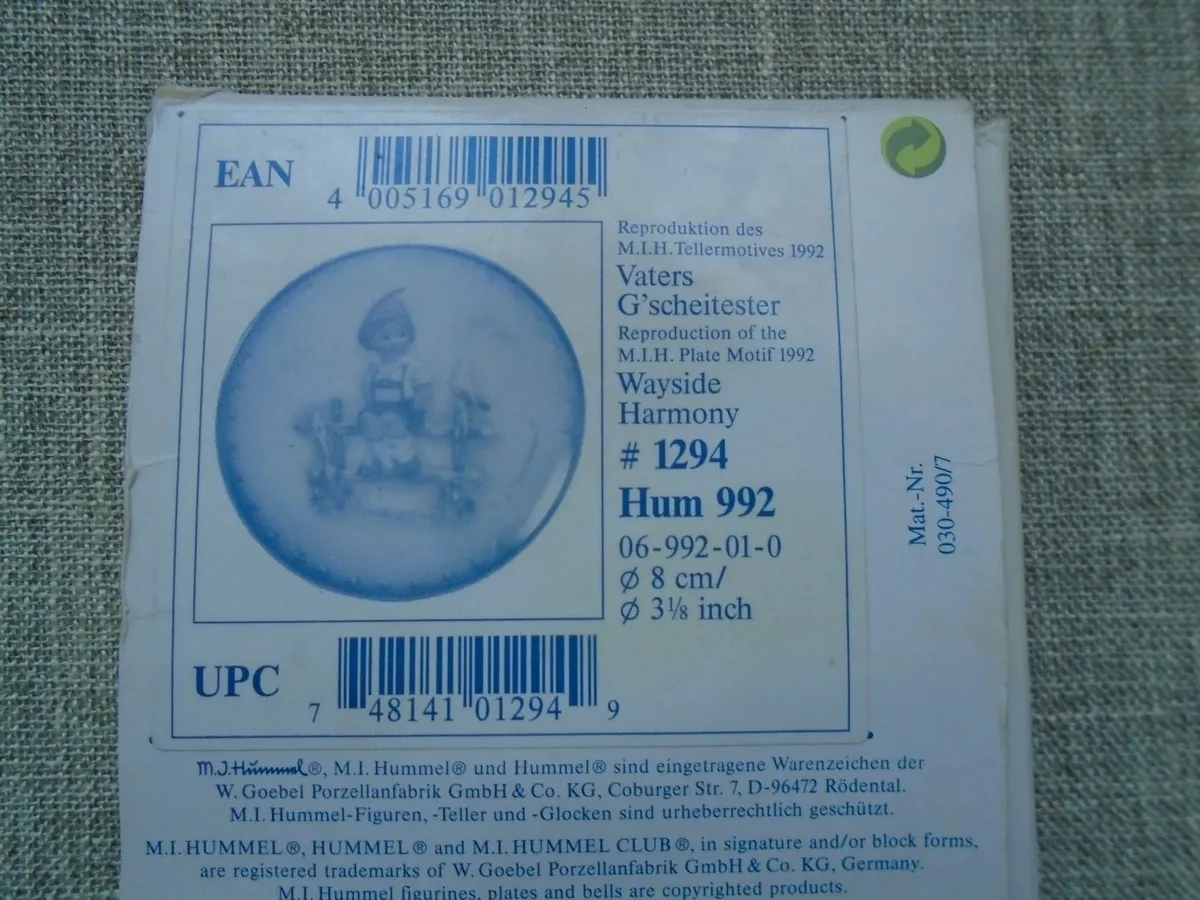 EAN
4 005169 012945
Reproduktion des
M.I.H. Tellermotives 1992
Vaters
G'scheitester
Reproduction of the
M.I.H. Plate Motif 1992
Wayside
Harmony
# 1294
Hum 992
06-992-01-0
Ø 8 cm/
Ø 3⅛ inch
UPC
7 48141 01294 9
Mat.-Nr.
030-490/7
M.J.Hummel®, M.I. Hummel® und Hummel® sind eingetragene Warenzeichen der
W. Goebel Porzellanfabrik GmbH & Co. KG, Coburger Str. 7, D-96472 Rödental.
M.I. Hummel-Figuren, -Teller und -Glocken sind urheberrechtlich geschützt.
M.I. HUMMEL®, HUMMEL® and M.I. HUMMEL CLUB®, in signature and/or block forms,
are registered trademarks of W. Goebel Porzellanfabrik GmbH & Co. KG, Germany.
M.I. Hummel figurines, plates and bells are copyrighted products.